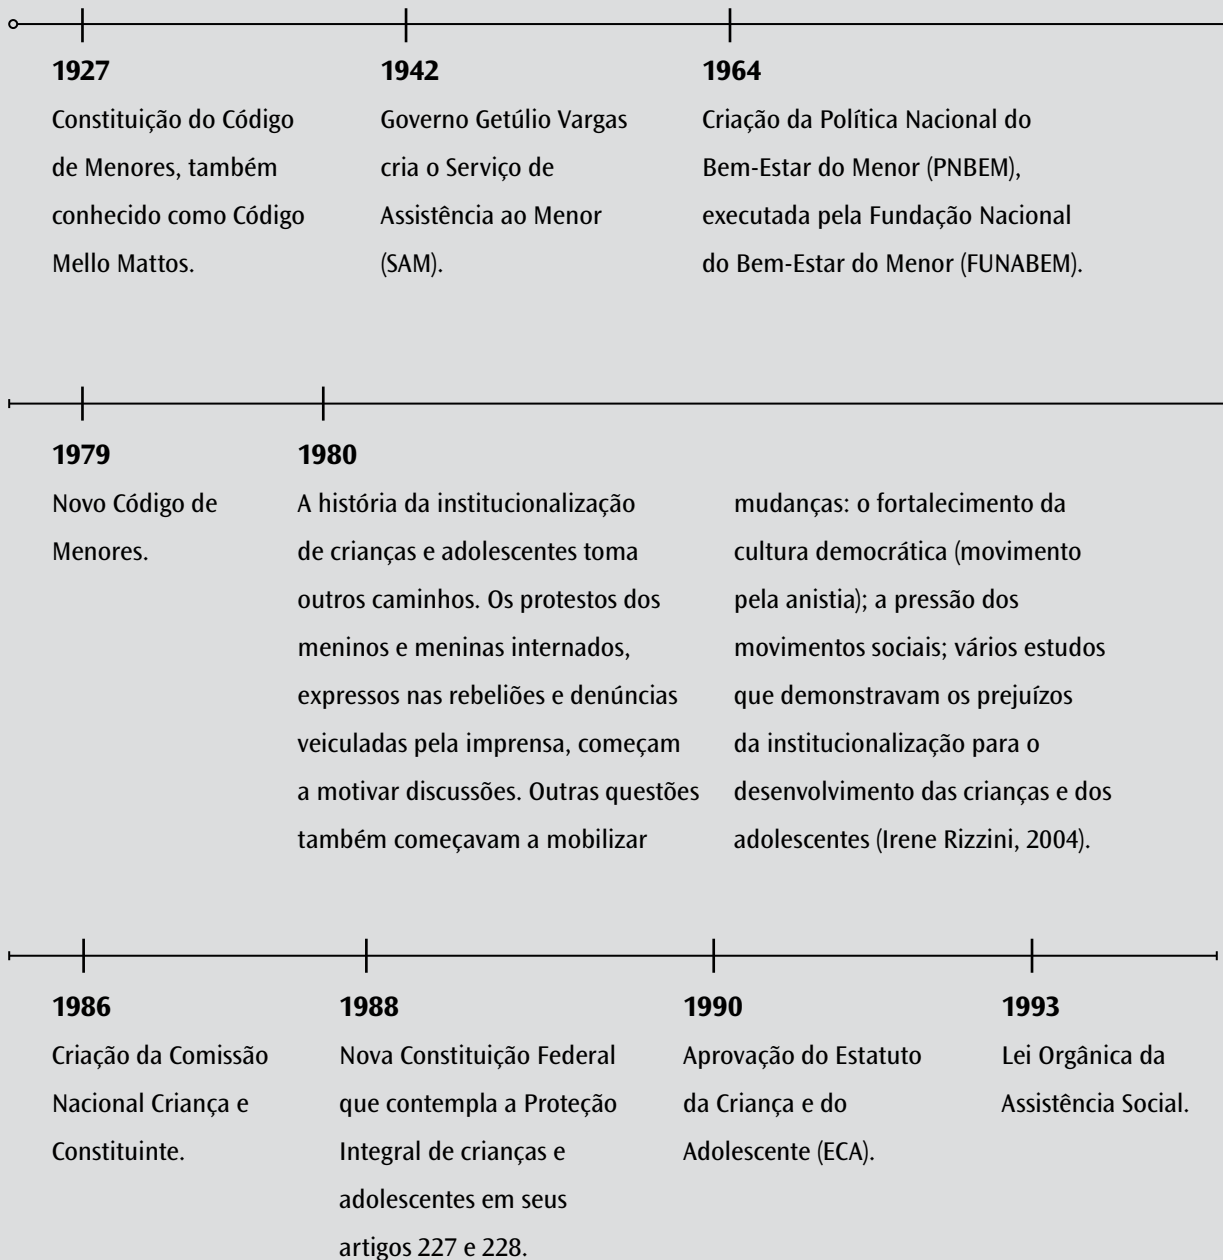 1927
Constituição do Código
de Menores, também
conhecido como Código
Mello Mattos.
1942
Governo Getúlio Vargas
cria o Serviço de
Assistência ao Menor
(SAM).
1964
Criação da Política Nacional do
Bem-Estar do Menor (PNBEM),
executada pela Fundação Nacional
do Bem-Estar do Menor (FUNABEM).
1979
Novo Código de
Menores.
1980
A história da institucionalização
de crianças e adolescentes toma
outros caminhos. Os protestos dos
meninos e meninas internados,
expressos nas rebeliões e denúncias
veiculadas pela imprensa, começam
a motivar discussões. Outras questões
também começavam a mobilizar
mudanças: o fortalecimento da
cultura democrática (movimento
pela anistia); a pressão dos
movimentos sociais; vários estudos
que demonstravam os prejuízos
da institucionalização para o
desenvolvimento das crianças e dos
adolescentes (Irene Rizzini, 2004).
1986
Criação da Comissão
Nacional Criança e
Constituinte.
1988
Nova Constituição Federal
que contempla a Proteção
Integral de crianças e
adolescentes em seus
artigos 227 e 228.
1990
Aprovação do Estatuto
da Criança e do
Adolescente (ECA).
1993
Lei Orgânica da
Assistência Social.